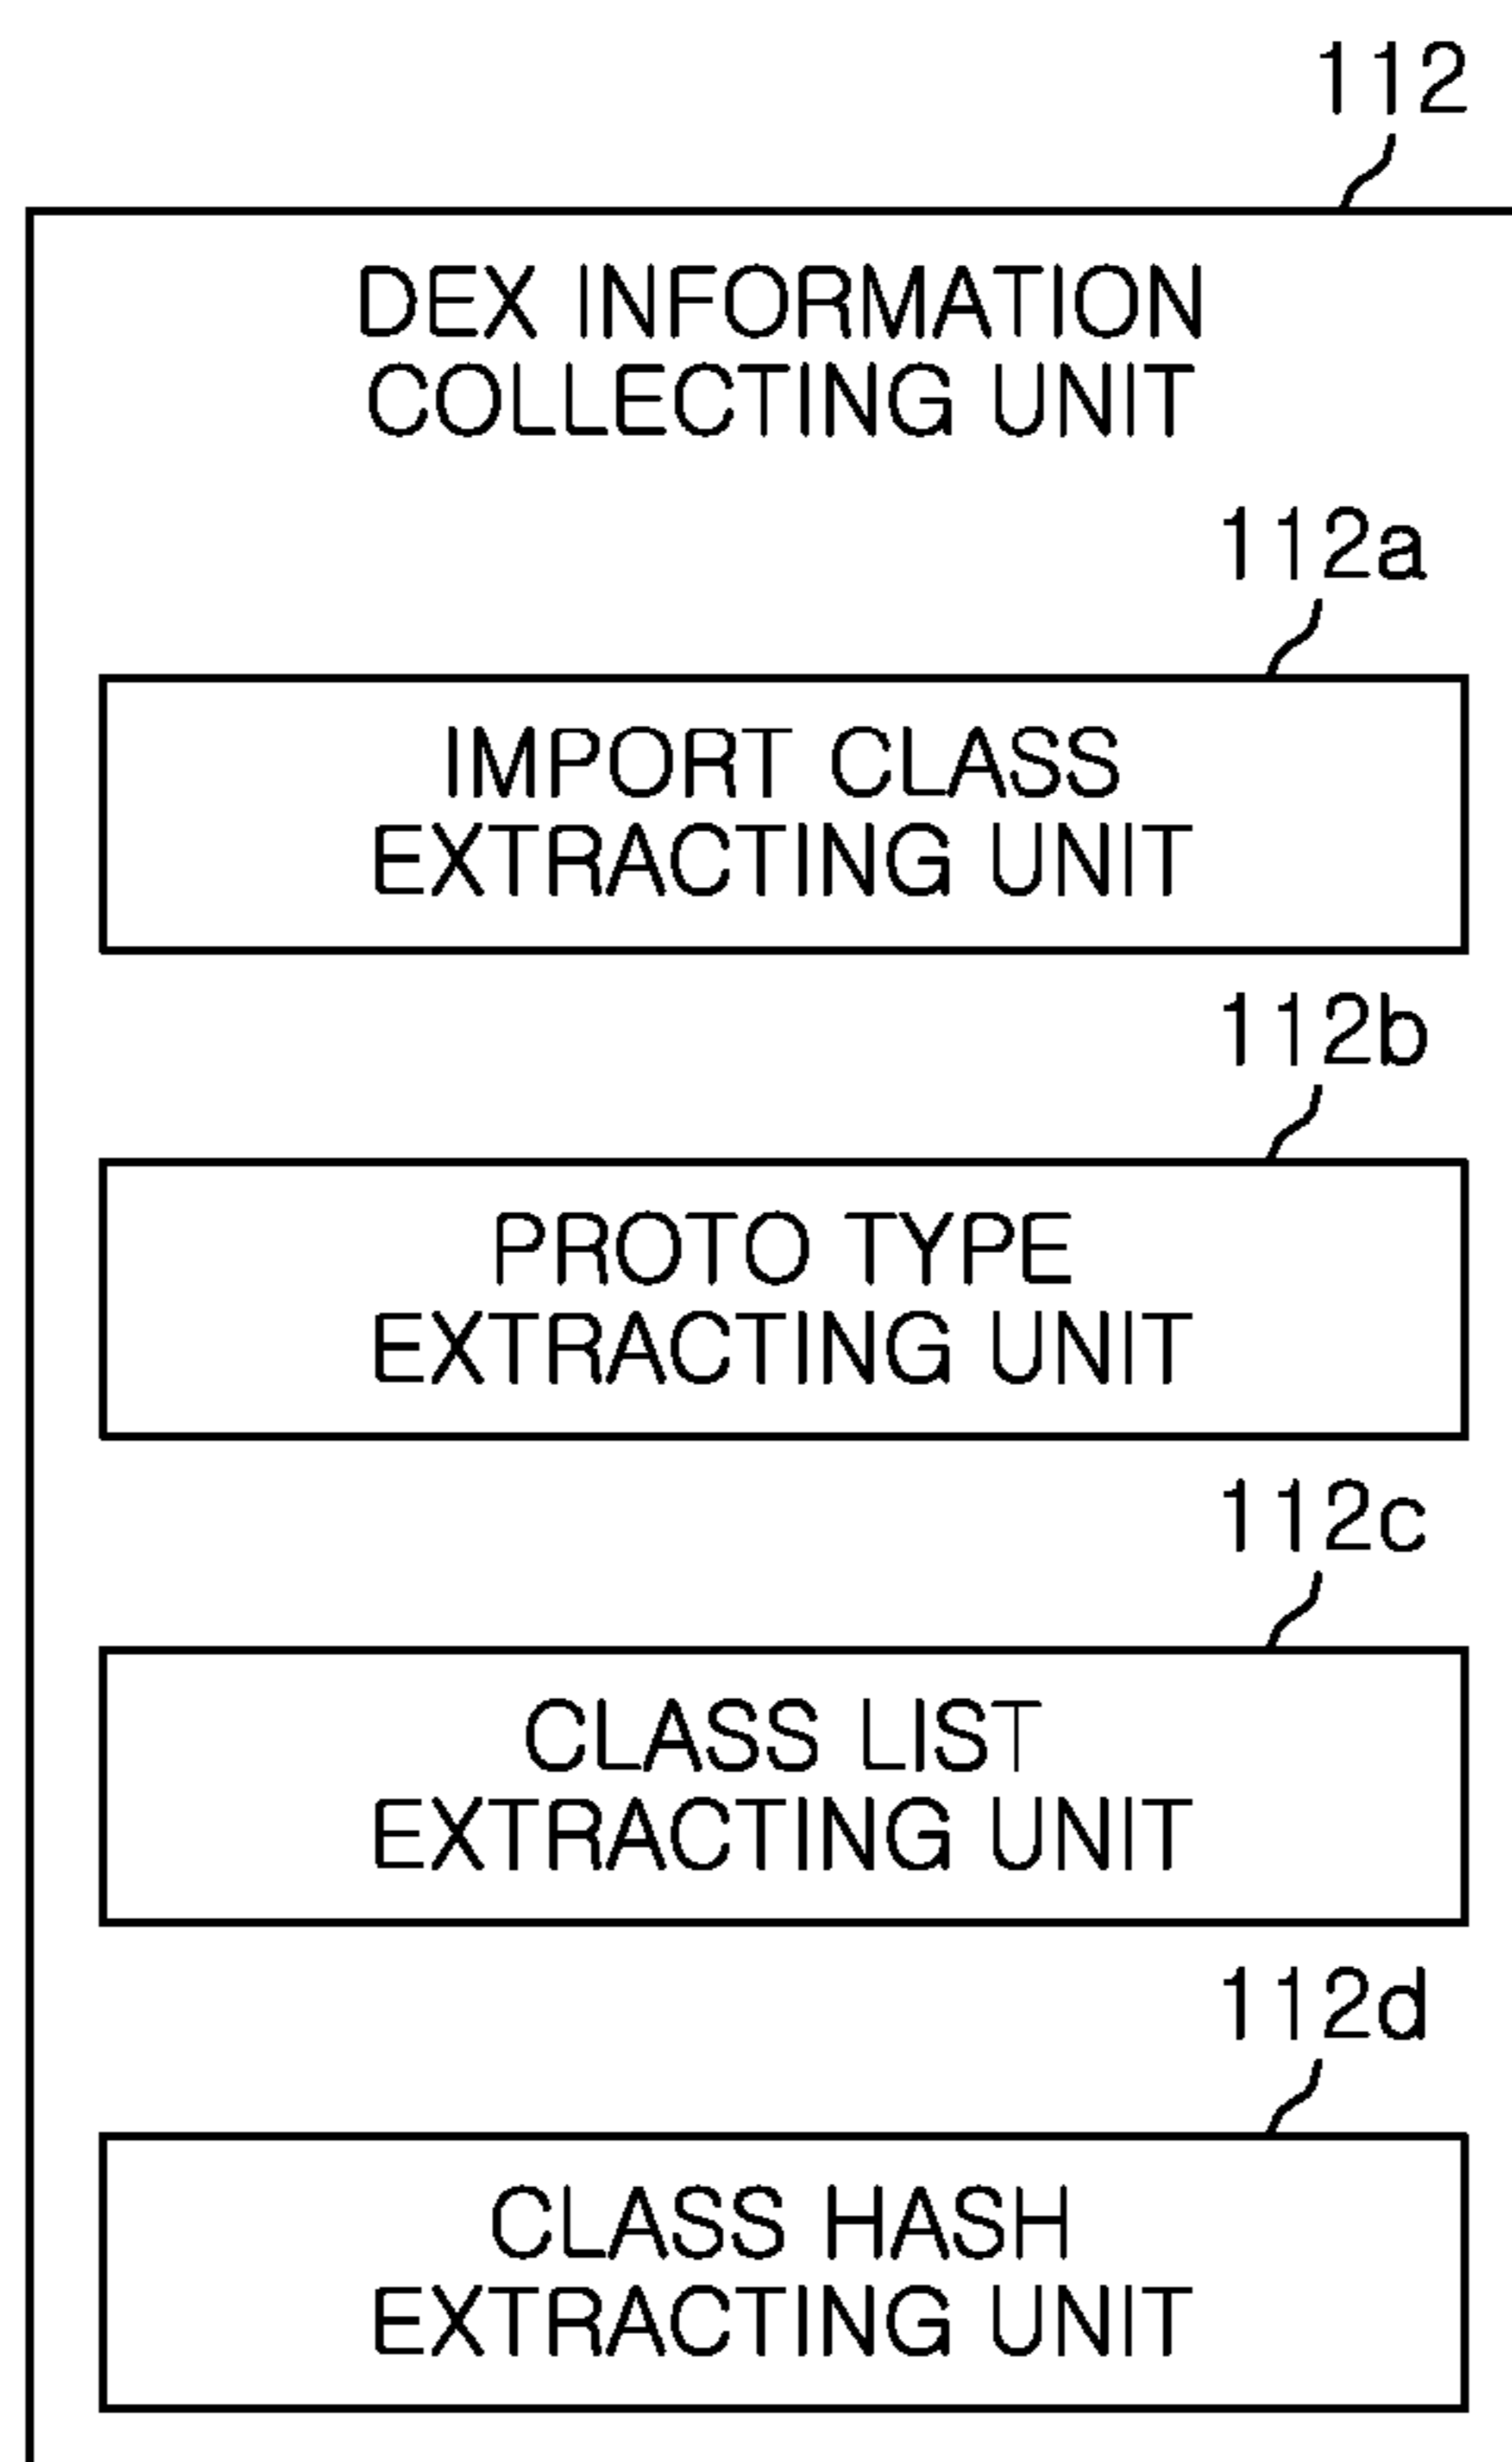 112
DEX INFORMATION
COLLECTING UNIT
112a
IMPORT CLASS
EXTRACTING UNIT
112b
PROTO TYPE
EXTRACTING UNIT
112c
CLASS LIST
EXTRACTING UNIT
112d
CLASS HASH
EXTRACTING UNIT